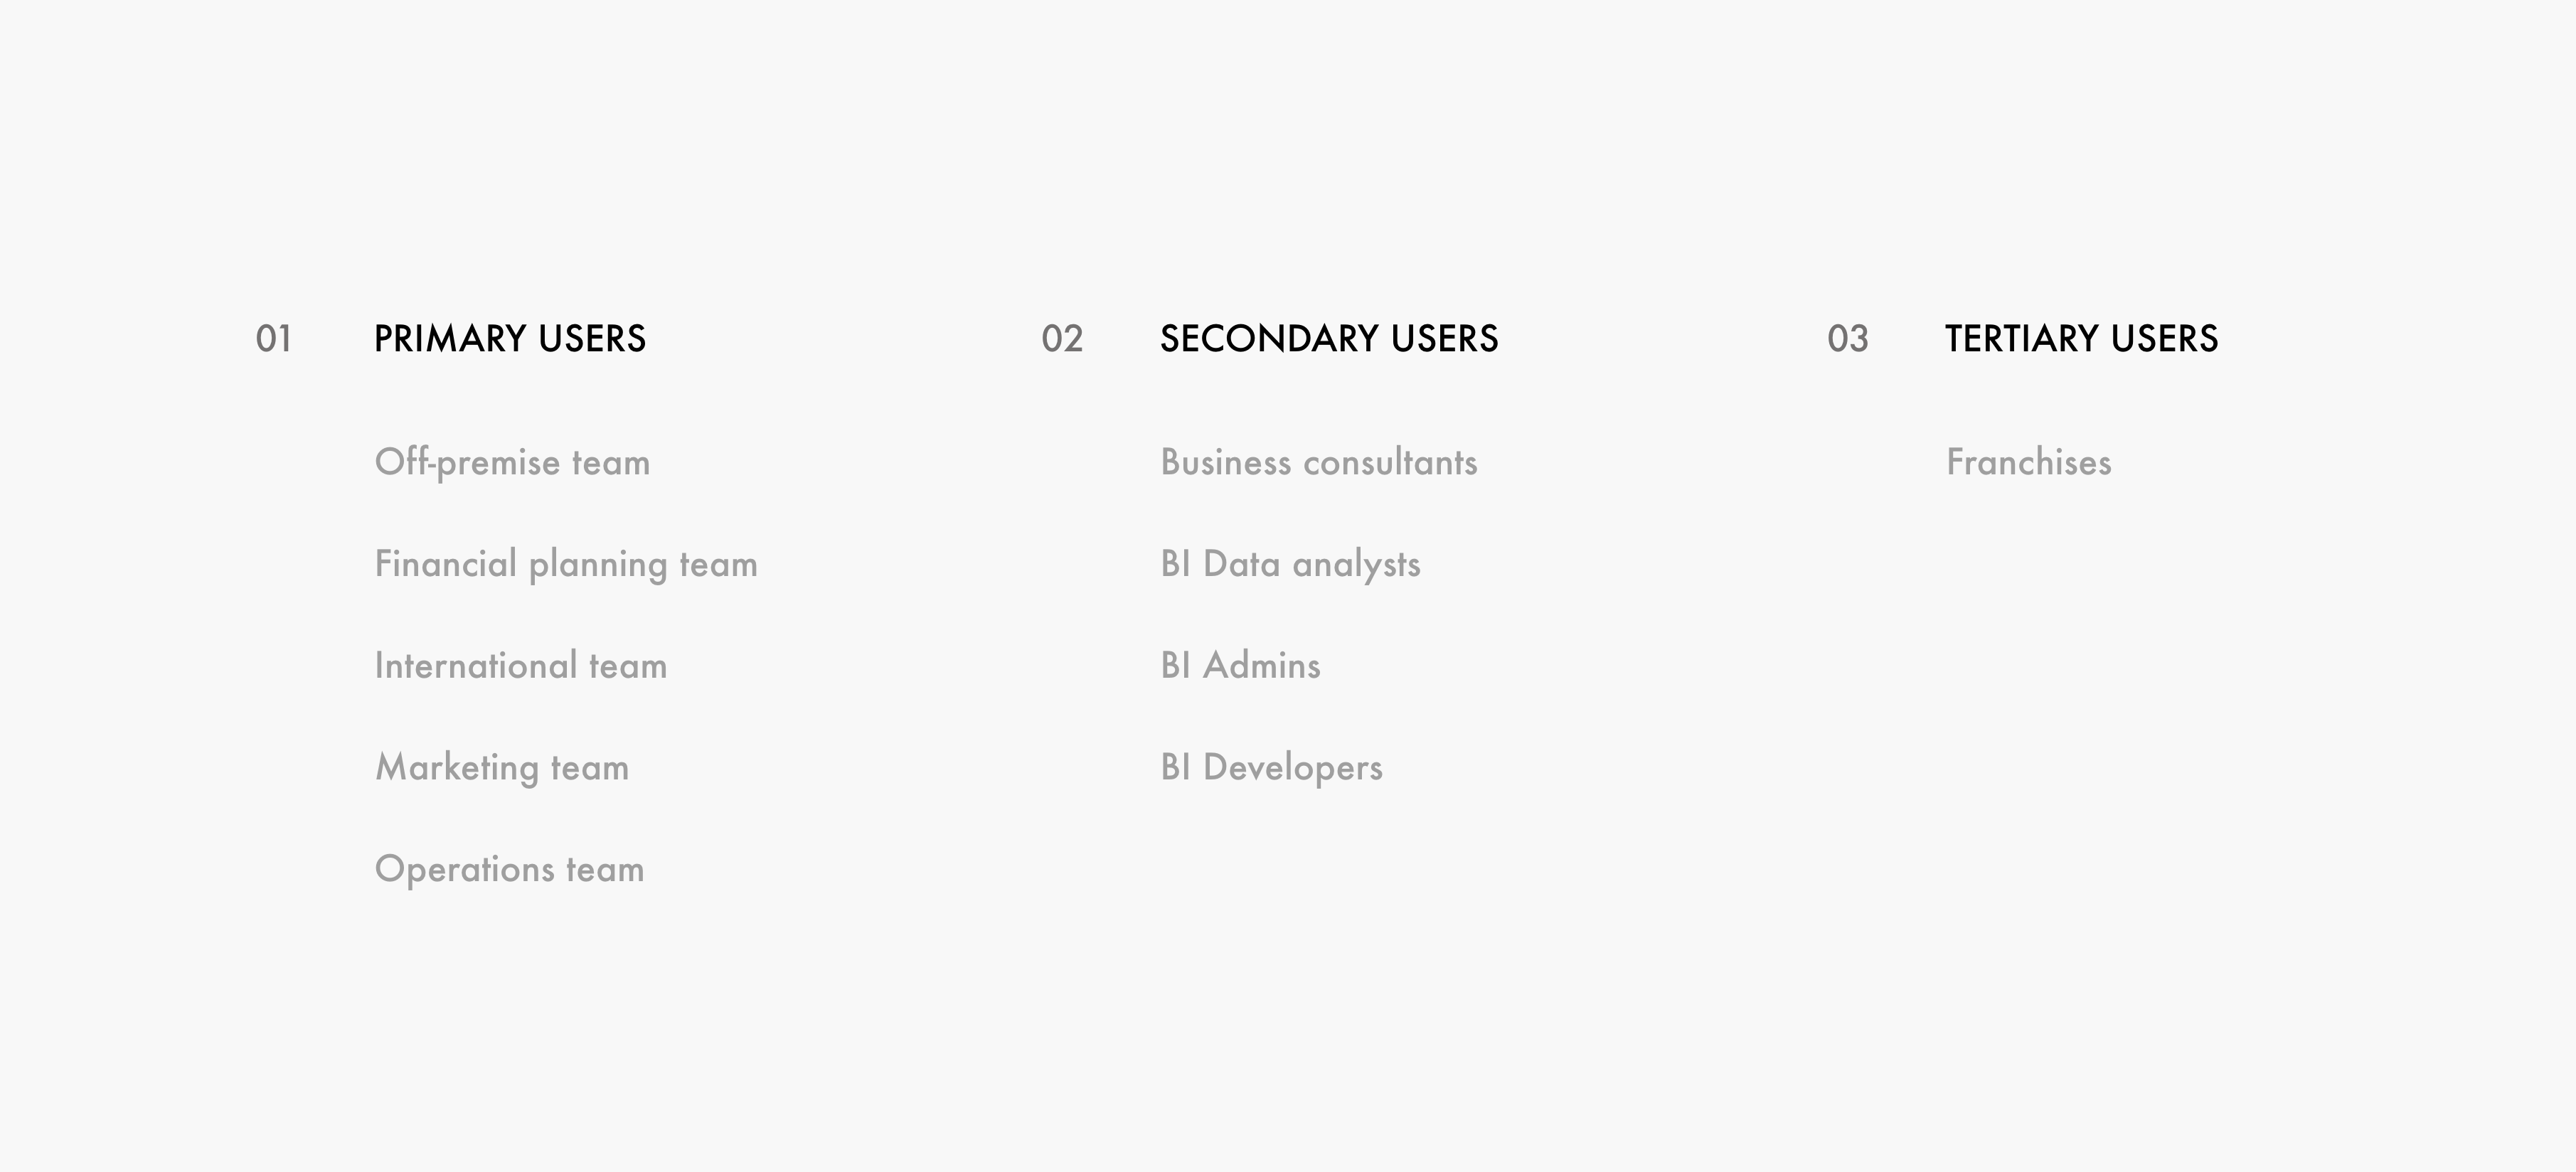 01 PRIMARY USERS
Off-premise team
Financial planning team
International team
Marketing team
Operations team
02 SECONDARY USERS
Business consultants
BI Data analysts
BI Admins
BI Developers
03 TERTIARY USERS
Franchises